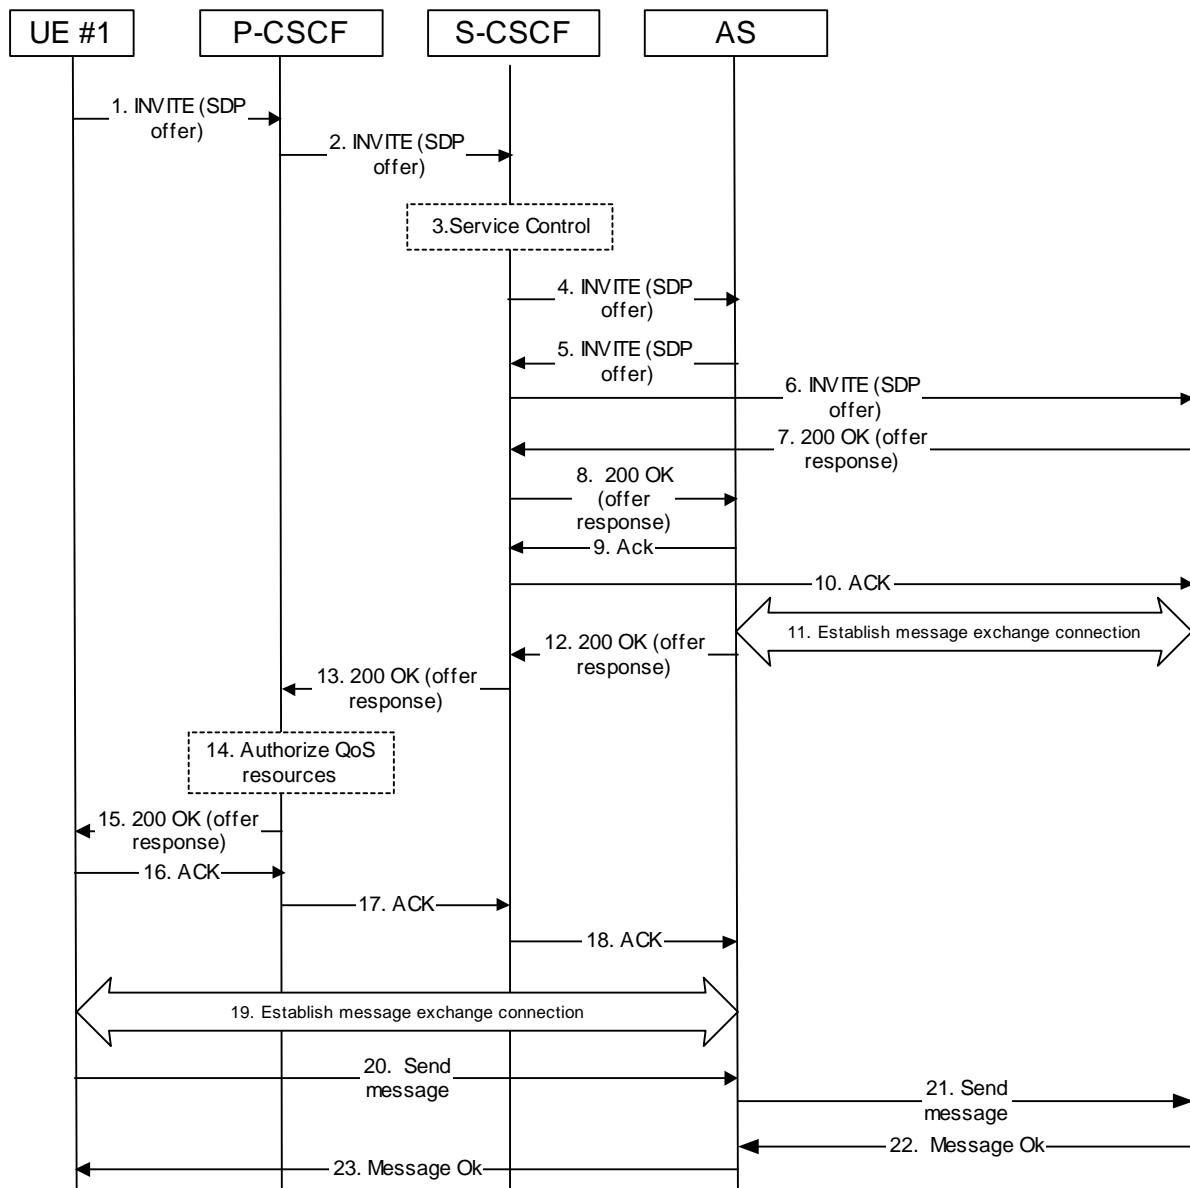 UE #1
P-CSCF
S-CSCF
AS
1. INVITE (SDP
offer)
2. INVITE (SDP
offer)
3.Service Control
4. INVITE (SDP
offer)
5. INVITE (SDP
offer)
6. INVITE (SDP
offer)
7. 200 OK (offer
response)
8. 200 OK
(offer
response)
9. Ack
10. ACK
11. Establish message exchange connection
12. 200 OK (offer
response)
13. 200 OK (offer
response)
14. Authorize QoS
resources
15. 200 OK (offer
response)
16. ACK
17. ACK
18. ACK
19. Establish message exchange connection
20. Send
message
21. Send
message
22. Message Ok
23. Message Ok